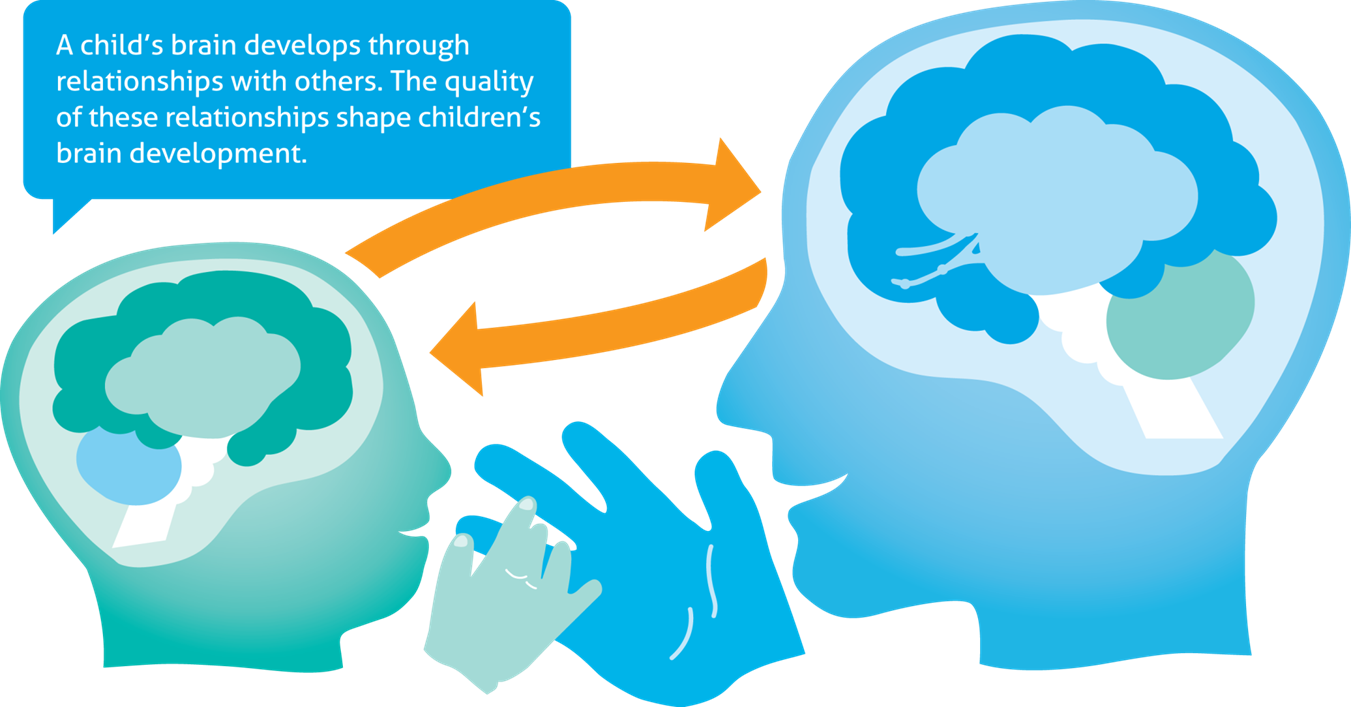 A child’s brain develops through
relationships with others. The quality
of these relationships shape children’s
brain development.